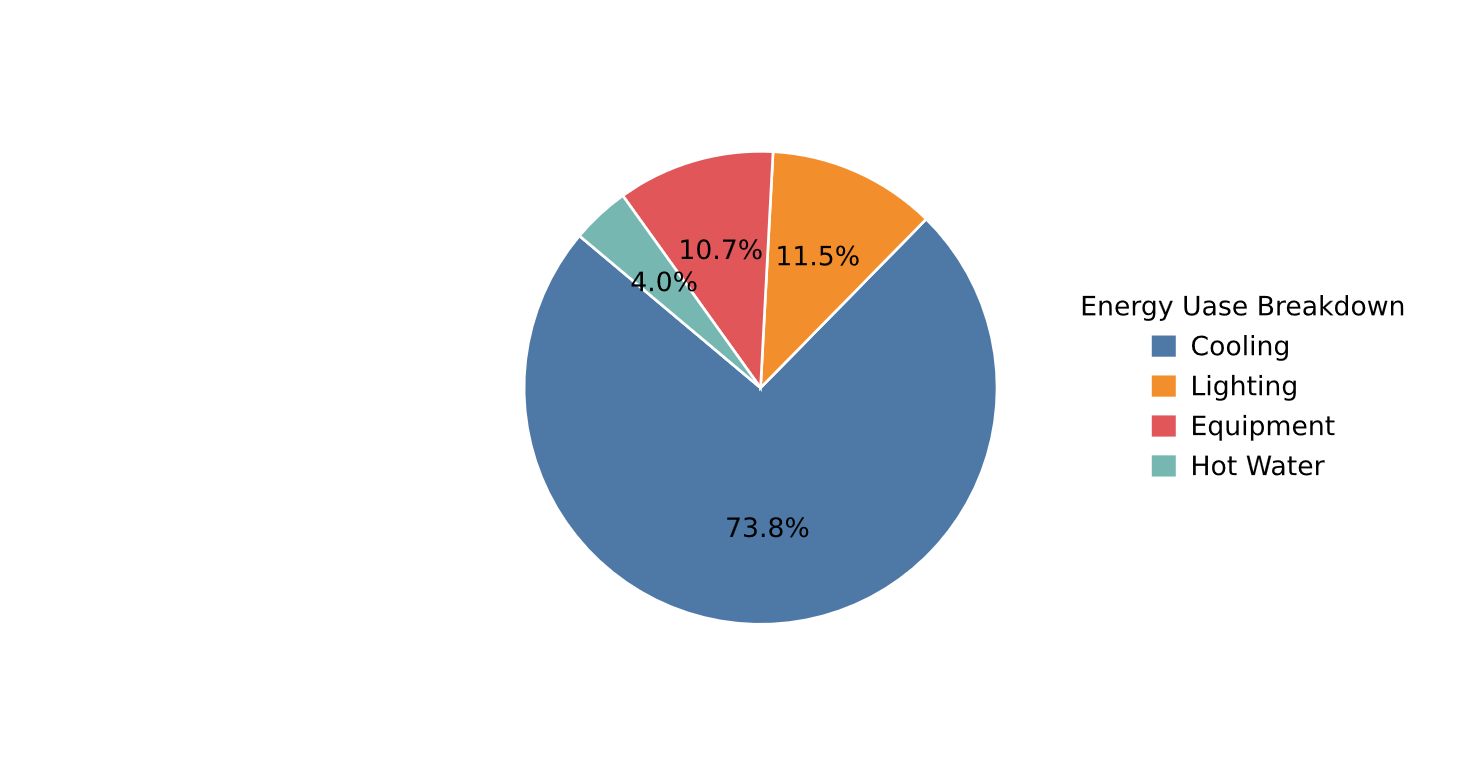 10.7%
11.5%
4.0%
73.8%
Energy Uase Breakdown
Cooling
Lighting
Equipment
Hot Water